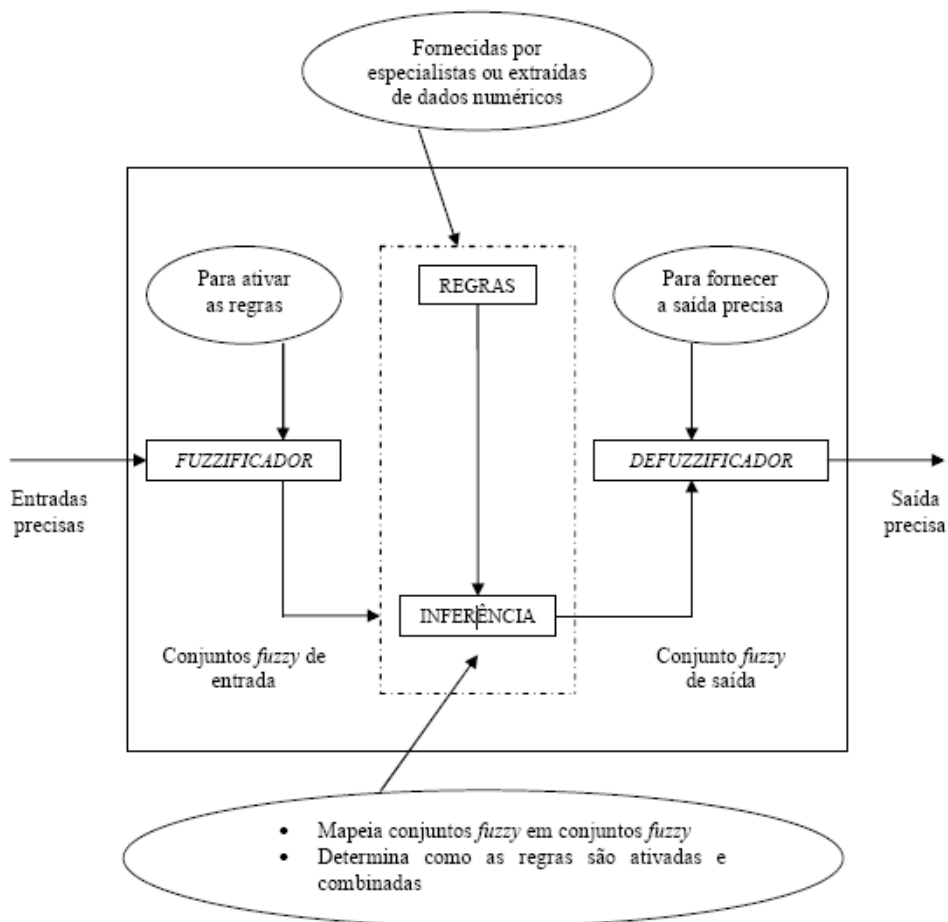 Fornecidas por
especialistas ou extraídas
de dados numéricos
Para ativar
as regras
REGRAS
Para fornecer
a saída precisa
FUZZIFICADOR
DEFUZZIFICADOR
Entradas
precisas
Saída
precisa
INFERÊNCIA
Conjuntos fuzzy de
entrada
Conjunto fuzzy
de saída
• Mapeia conjuntos fuzzy em conjuntos fuzzy
• Determina como as regras são ativadas e
combinadas